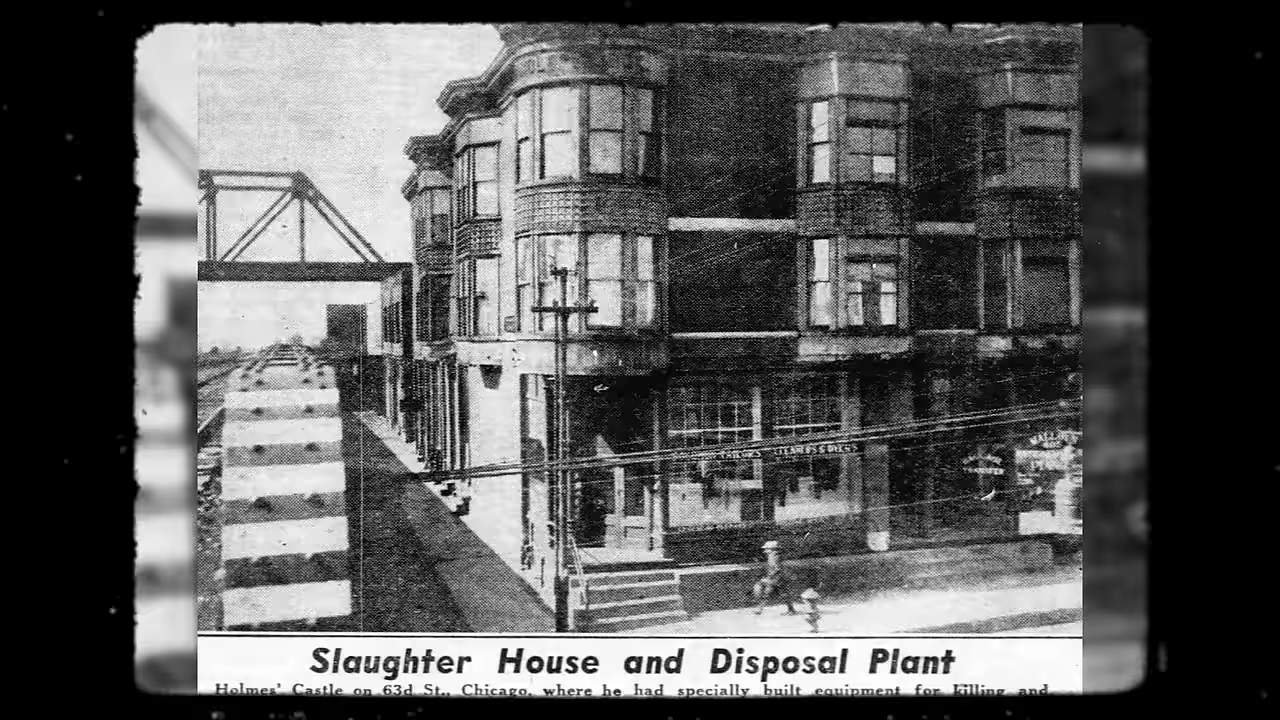 Slaughter House and Disposal Plant
Holmes' Castle on 63d St., Chicago, where he had specially built equipment for killing and